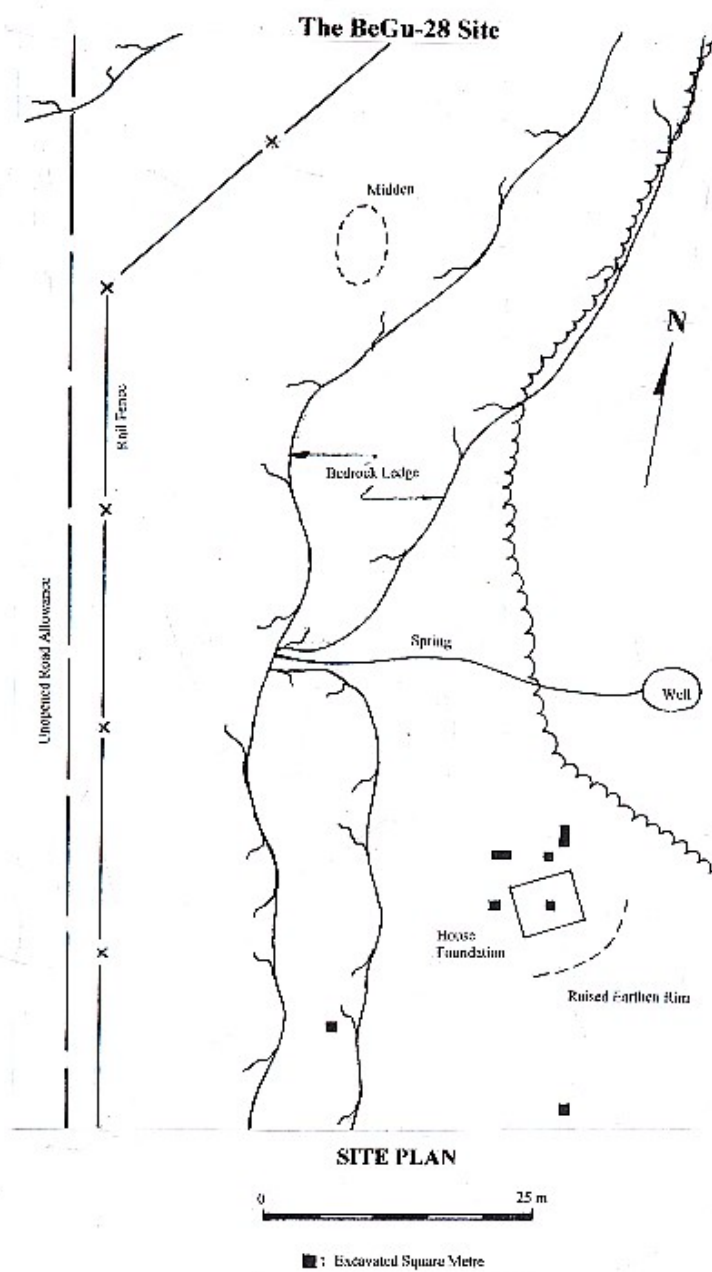 The BeGu-28 Site
Midden
N
Rail Fence
Bedrock Ledge
Unopened Road Allowance
Spring
Well
House
Foundation
Raised Earthen Rim
SITE PLAN
0 25 m
: Excavated Square Metre